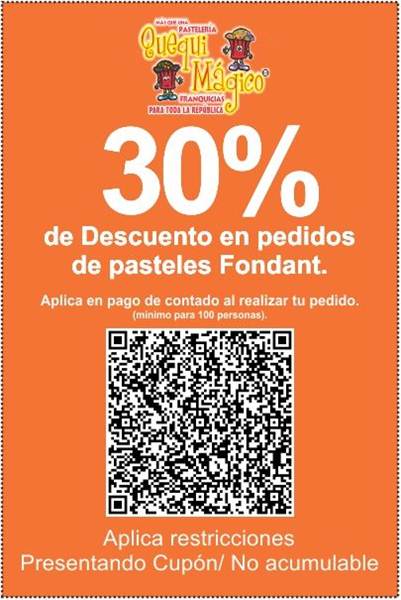 MÁS QUE UNA
PASTELERÍA
Quequi
Mágico
FRANQUICIAS
PARA TODA LA REPÚBLICA
30%
de Descuento en pedidos
de pasteles Fondant.
Aplica en pago de contado al realizar tu pedido.
(minimo para 100 personas).
Aplica restricciones
Presentando Cupón/ No acumulable